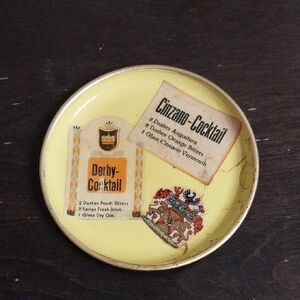 Cinzano-Cocktail
2 Dashes Angostura
2 Dashes Orange Bitters
1 Glass Cinzano Vermouth
Derby-
Cocktail
2 Dashes Peach Bitters
2 Sprigs Fresh Mint
1 Glass Dry Gin.